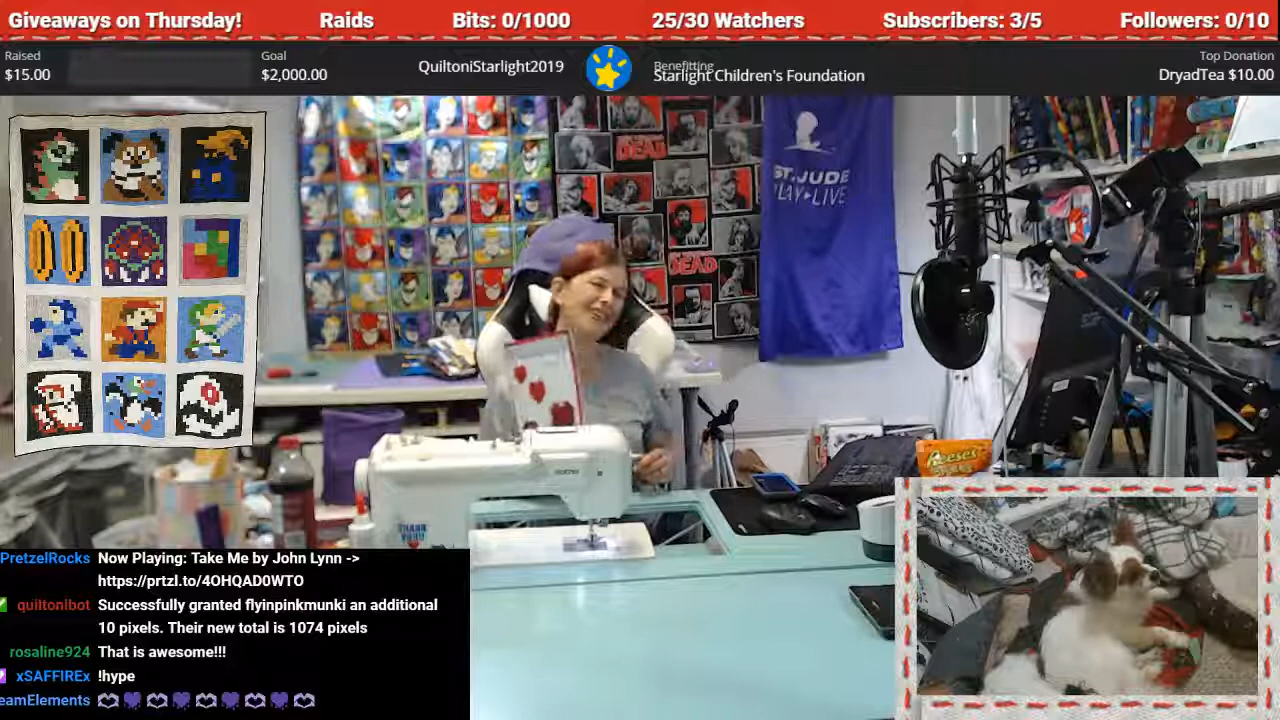 Giveaways on Thursday! Raids Bits: 0/1000 25/30 Watchers Subscribers: 3/5 Followers: 0/10
Raised
$15.00
Goal
$2,000.00
QuiltoniStarlight2019
Benefitting
Starlight Children's Foundation
Top Donation
DryadTea $10.00
DEAD
DEAD
ST. JUDE
PLAY LIVE
Reese's
brother
THANK
YOU
PretzelRocks Now Playing: Take Me by John Lynn ->
https://prtzl.to/4OHQAD0WTO
quiltonibot Successfully granted flyinpinkmunki an additional
10 pixels. Their new total is 1074 pixels
rosaline924 That is awesome!!!
xSAFFIREx !hype
eamElements